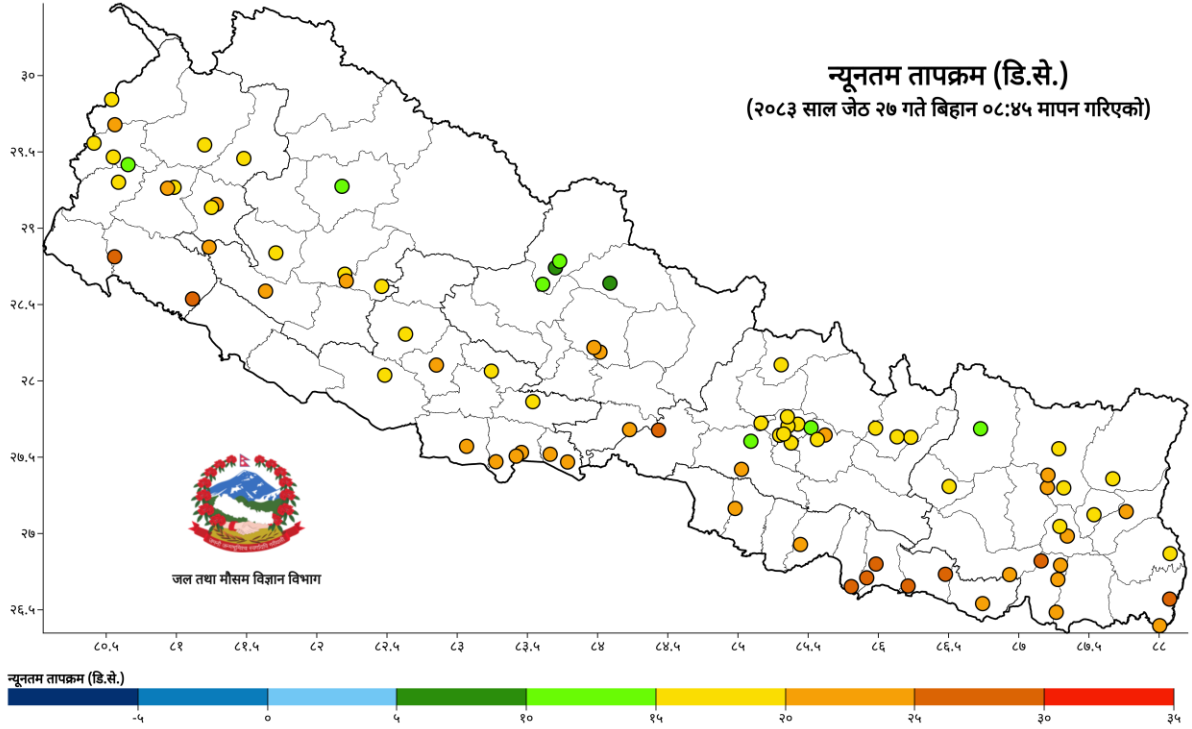 न्यूनतम तापक्रम (डि.से.)
(२०८३ साल जेठ २७ गते बिहान ०८:४५ मापन गरिएको)
३०
२९.५
२९
२८.५
२८
२७.५
२७
२६.५
जल तथा मौसम विज्ञान विभाग
८०.५ ८१ ८१.५ ८२ ८२.५ ८३ ८३.५ ८४ ८४.५ ८५ ८५.५ ८६ ८६.५ ८७ ८७.५ ८८
न्यूनतम तापक्रम (डि.से.)
-५ ० ५ १० १५ २० २५ ३० ३५